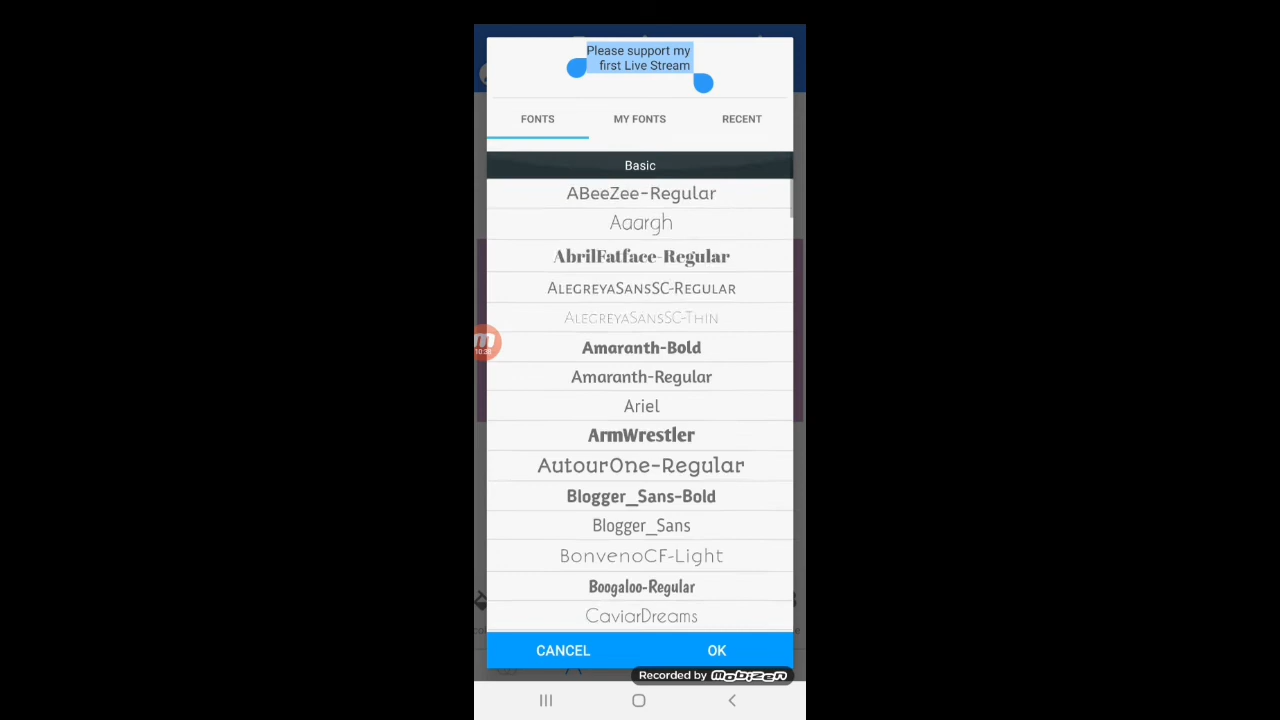 Please support my
first Live Stream
FONTS
MY FONTS
RECENT
Basic
ABeeZee-Regular
Aaargh
AbrilFatface-Regular
AlegreyaSansSC-Regular
AlegreyaSansSC-Thin
10:32
Amaranth-Bold
Amaranth-Regular
Ariel
ArmWrestler
AutourOne-Regular
Blogger_Sans-Bold
Blogger_Sans
BonvenoCF-Light
Boogaloo-Regular
CaviarDreams
CANCEL
OK
Recorded by mobizen